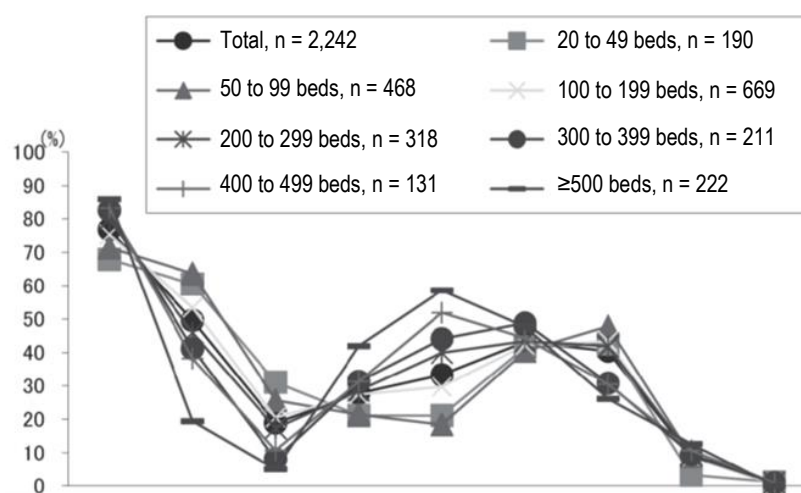 Total, n = 2,242
20 to 49 beds, n = 190
50 to 99 beds, n = 468
100 to 199 beds, n = 669
200 to 299 beds, n = 318
300 to 399 beds, n = 211
400 to 499 beds, n = 131
≥500 beds, n = 222
(%)
100
90
80
70
60
50
40
30
20
10
0